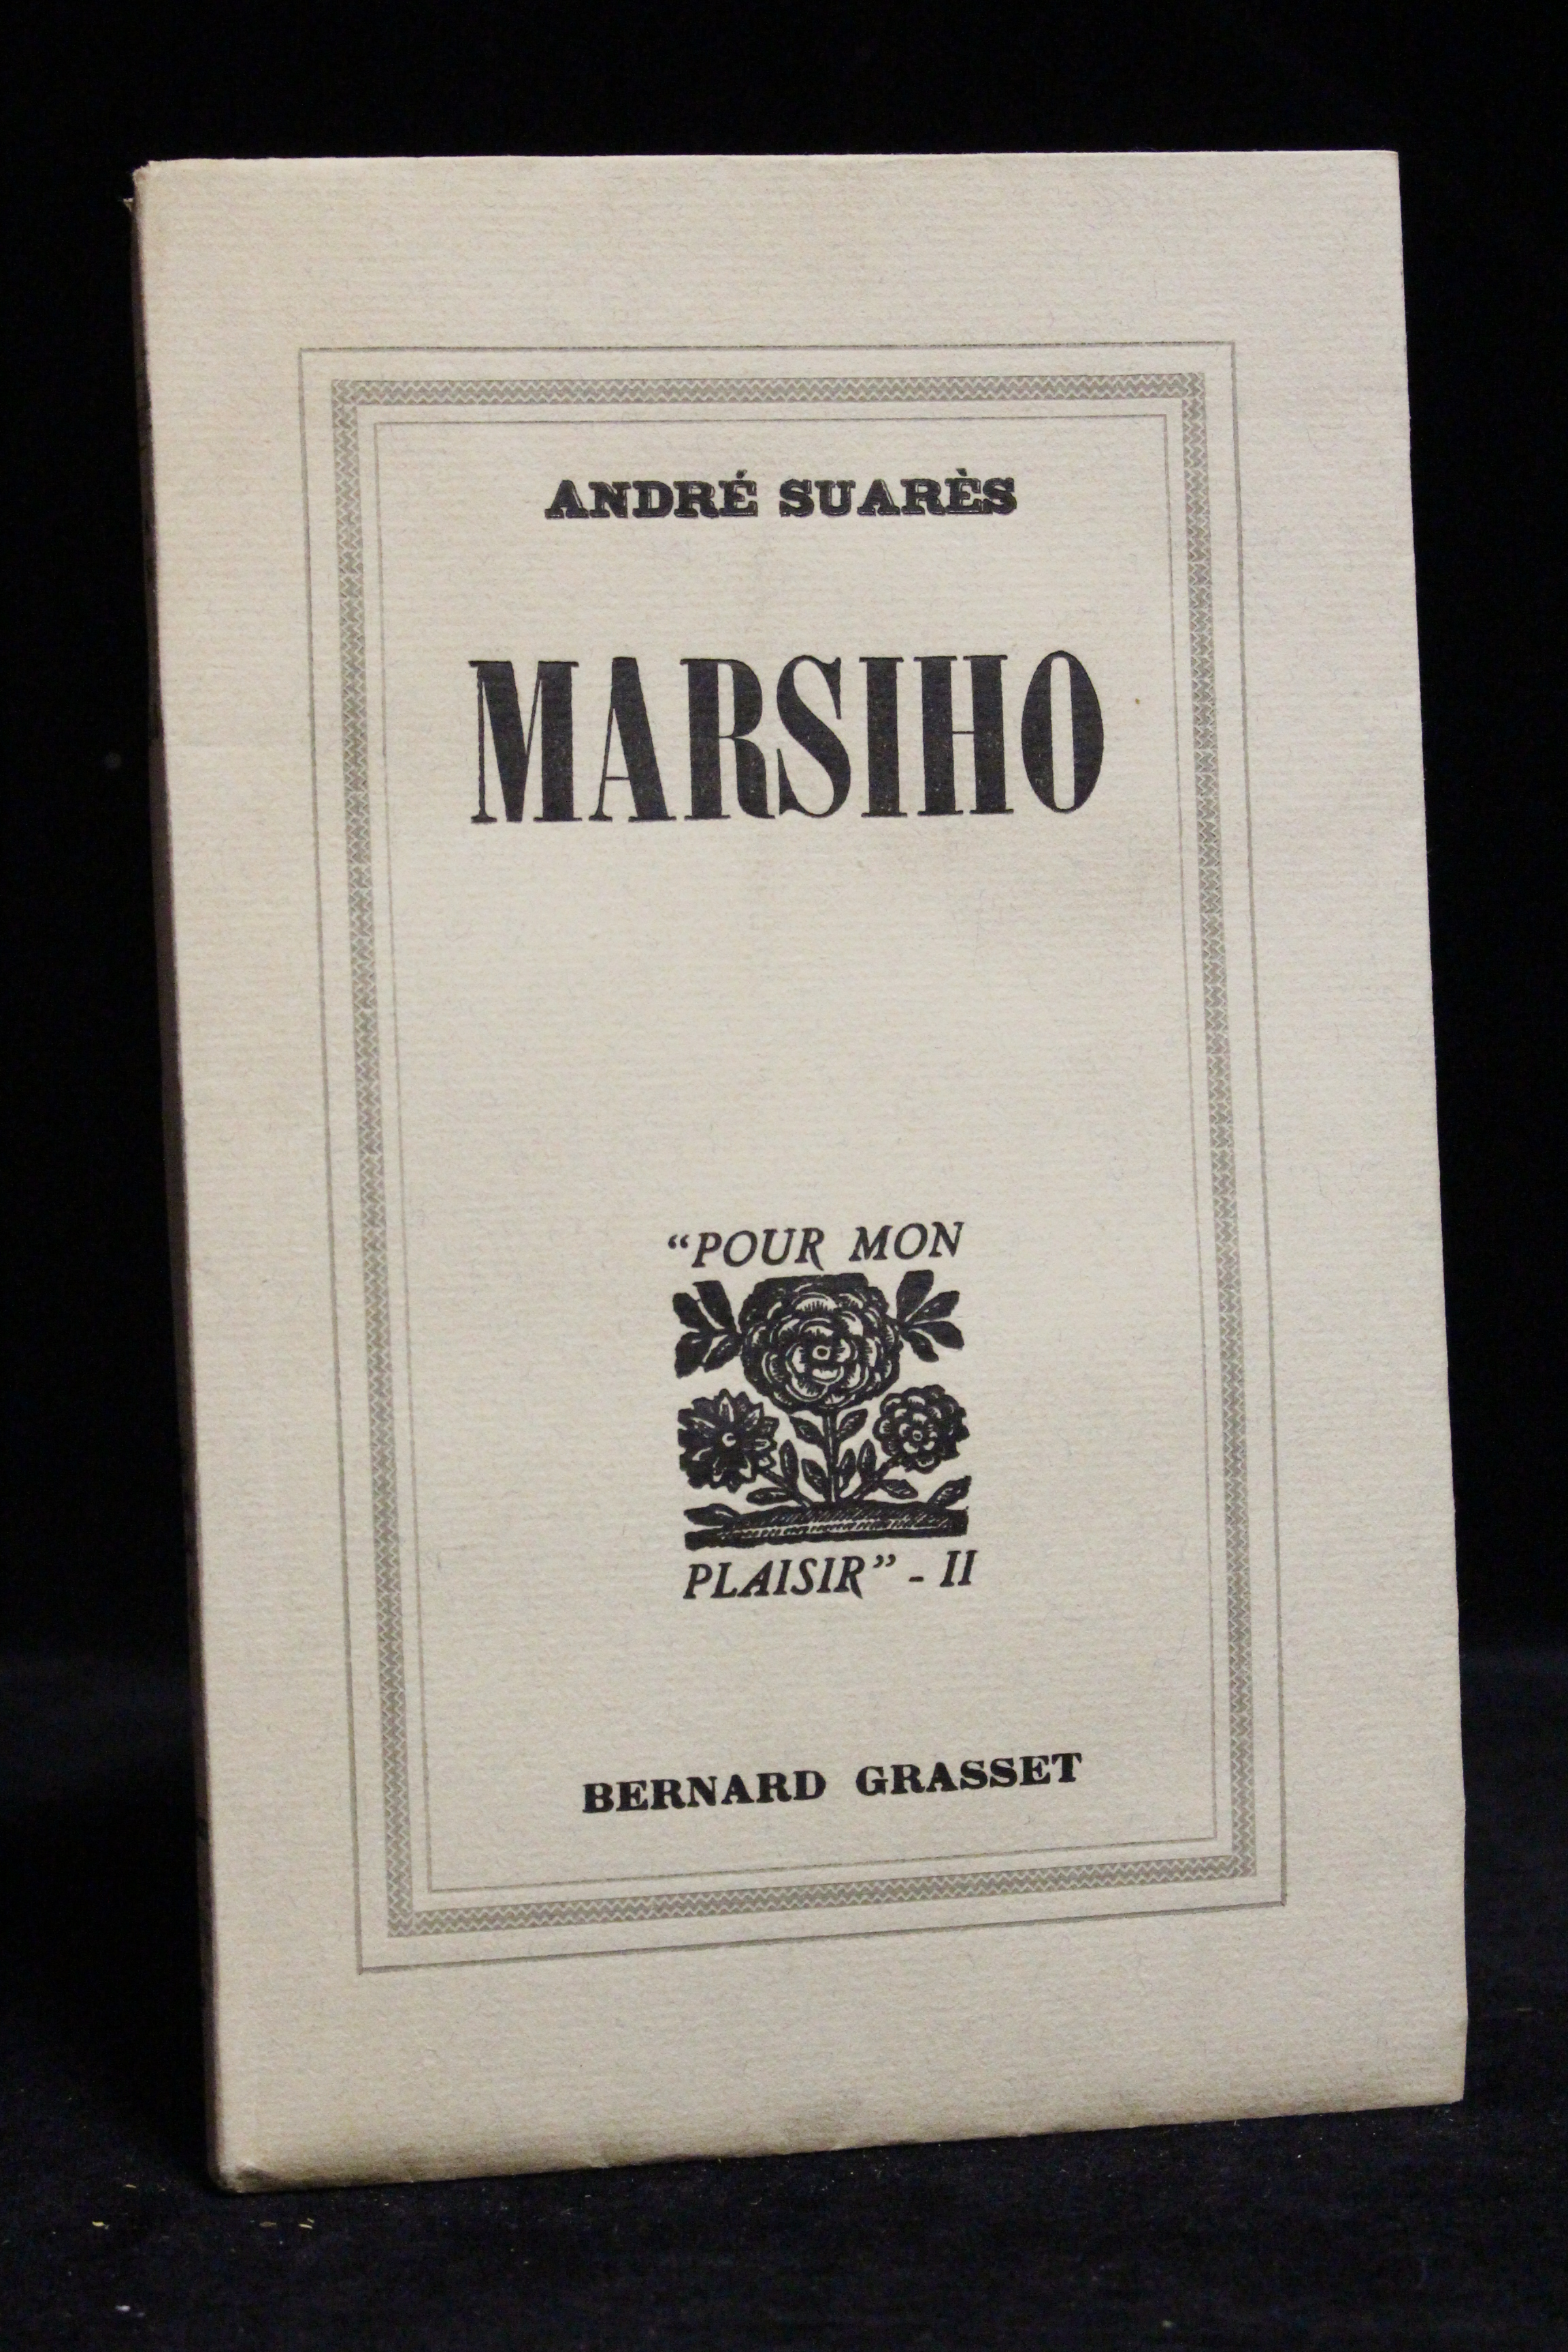 ANDRÉ SUARÈS
MARSIHO
“POUR MON
PLAISIR” - II
BERNARD GRASSET